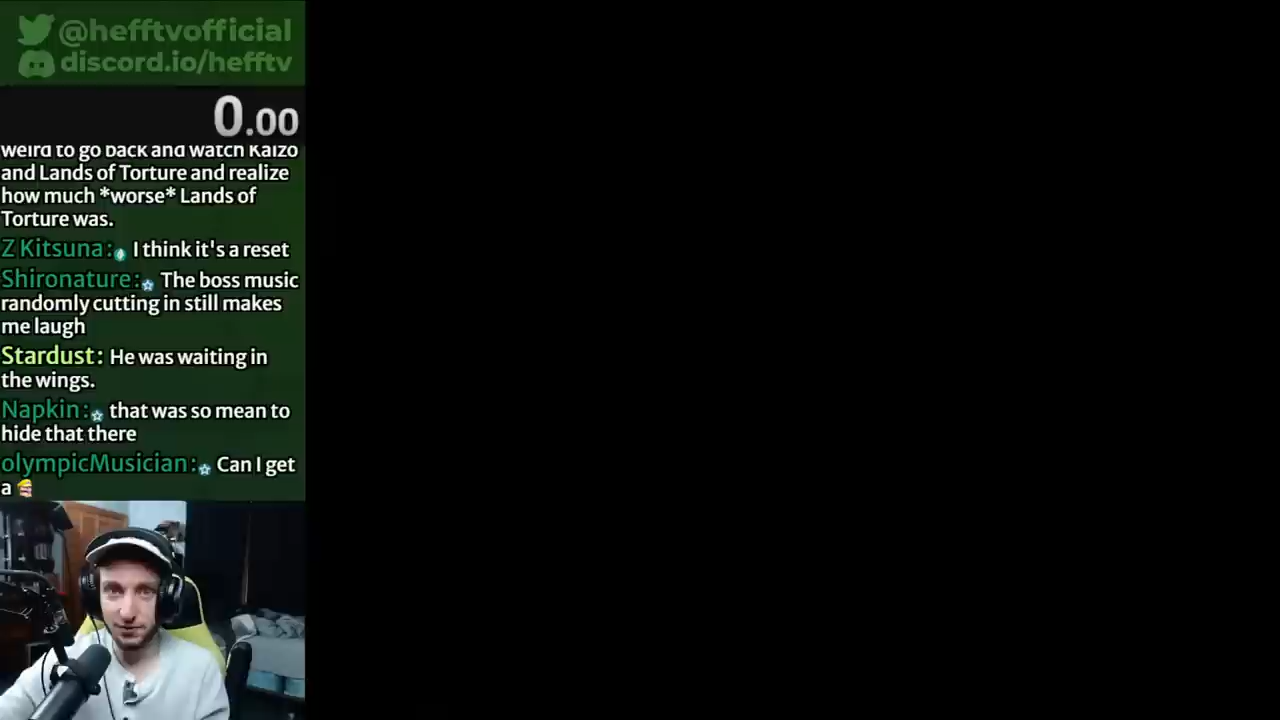 @hefftvofficial
discord.io/hefftv
0.00
weird to go back and watch Kaizo
and Lands of Torture and realize
how much *worse* Lands of
Torture was.
Z Kitsuna: I think it's a reset
Shironature: The boss music
randomly cutting in still makes
me laugh
Stardust: He was waiting in
the wings.
Napkin: that was so mean to
hide that there
olympicMusician: Can I get
a